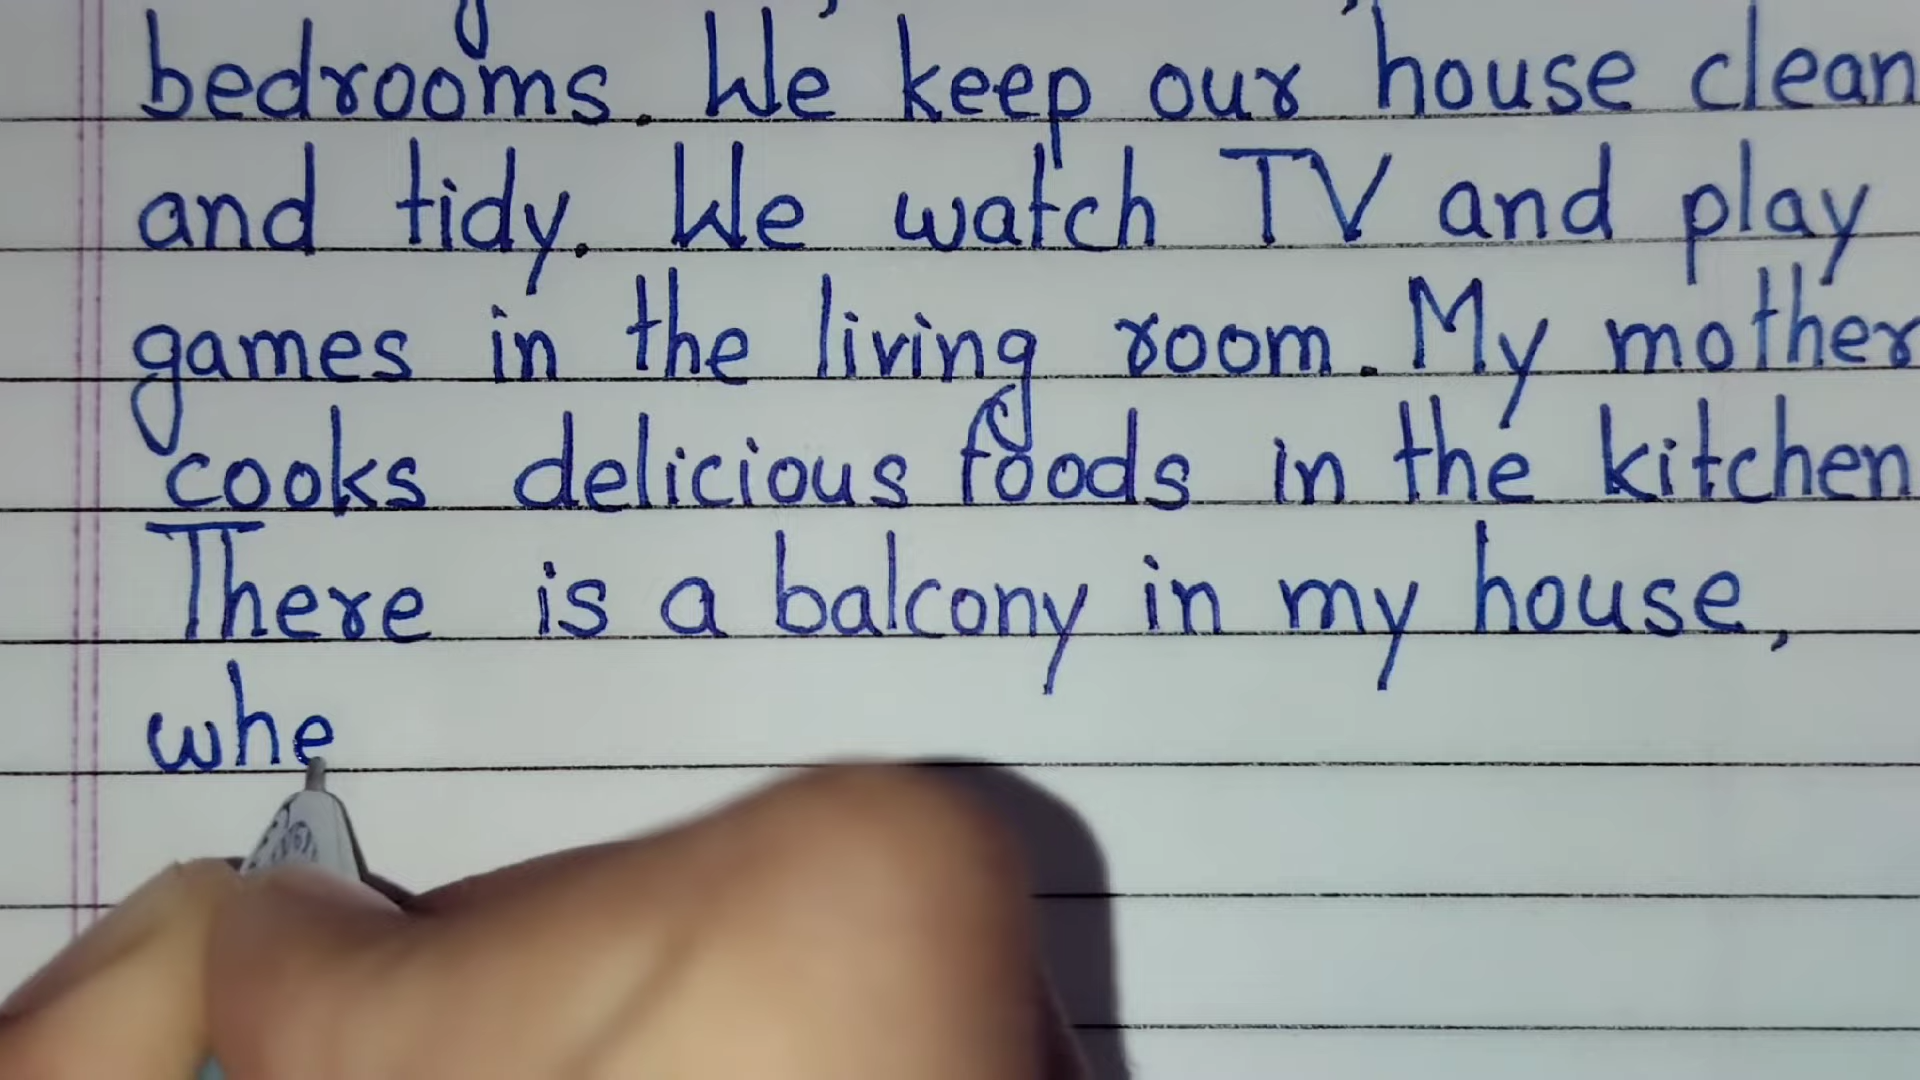 bedrooms. We keep our house clean
and tidy. We watch TV and play
games in the living room. My mother
cooks delicious foods in the kitchen
There is a balcony in my house,
whe